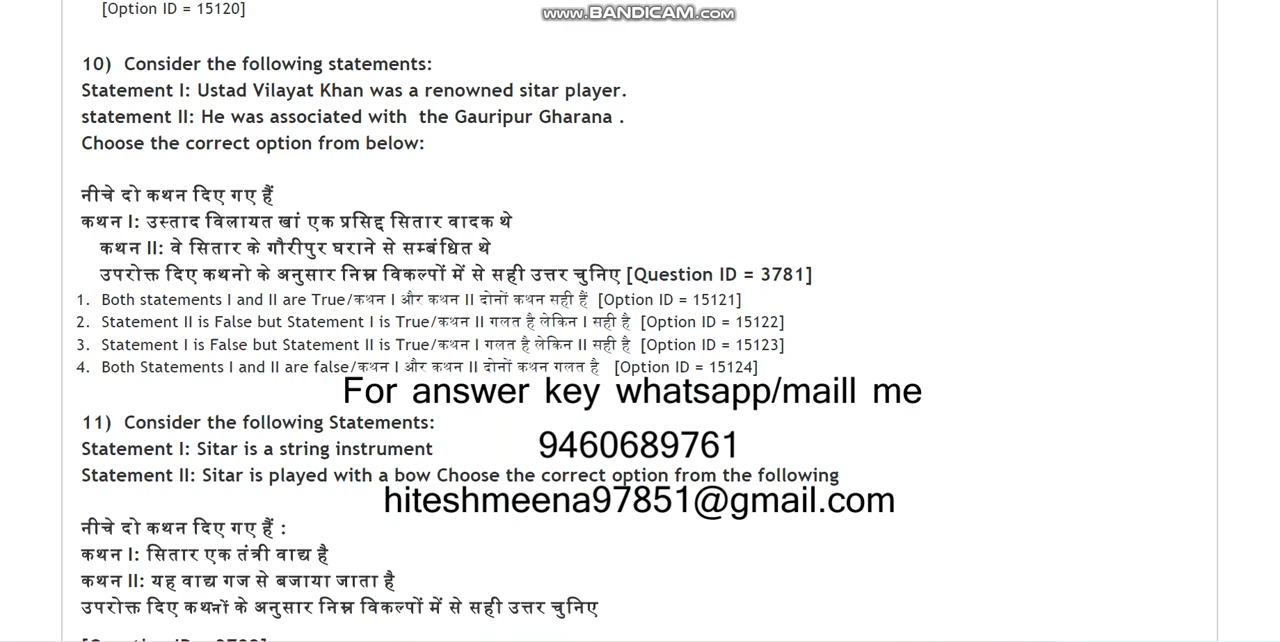 [Option ID = 15120]
www.BANDICAM.com
10) Consider the following statements:
Statement I: Ustad Vilayat Khan was a renowned sitar player.
statement II: He was associated with the Gauripur Gharana .
Choose the correct option from below:
नीचे दो कथन दिए गए हैं
कथन I: उस्ताद विलायत खां एक प्रसिद्द सितार वादक थे
कथन II: वे सितार के गौरीपुर घराने से सम्बंधित थे
उपरोक्त दिए कथनो के अनुसार निम्न विकल्पों में से सही उत्तर चुनिए [Question ID = 3781]
1. Both statements I and II are True/कथन I और कथन II दोनों कथन सही हैं [Option ID = 15121]
2. Statement II is False but Statement I is True/कथन II गलत है लेकिन I सही है [Option ID = 15122]
3. Statement I is False but Statement II is True/कथन I गलत है लेकिन II सही है [Option ID = 15123]
4. Both Statements I and II are false/कथन I और कथन II दोनों कथन गलत है [Option ID = 15124]
For answer key whatsapp/maill me
11) Consider the following Statements:
Statement I: Sitar is a string instrument
9460689761
Statement II: Sitar is played with a bow Choose the correct option from the following
hiteshmeena97851@gmail.com
नीचे दो कथन दिए गए हैं :
कथन I: सितार एक तंत्री वाद्य है
कथन II: यह वाद्य गज से बजाया जाता है
उपरोक्त दिए कथनों के अनुसार निम्न विकल्पों में से सही उत्तर चुनिए